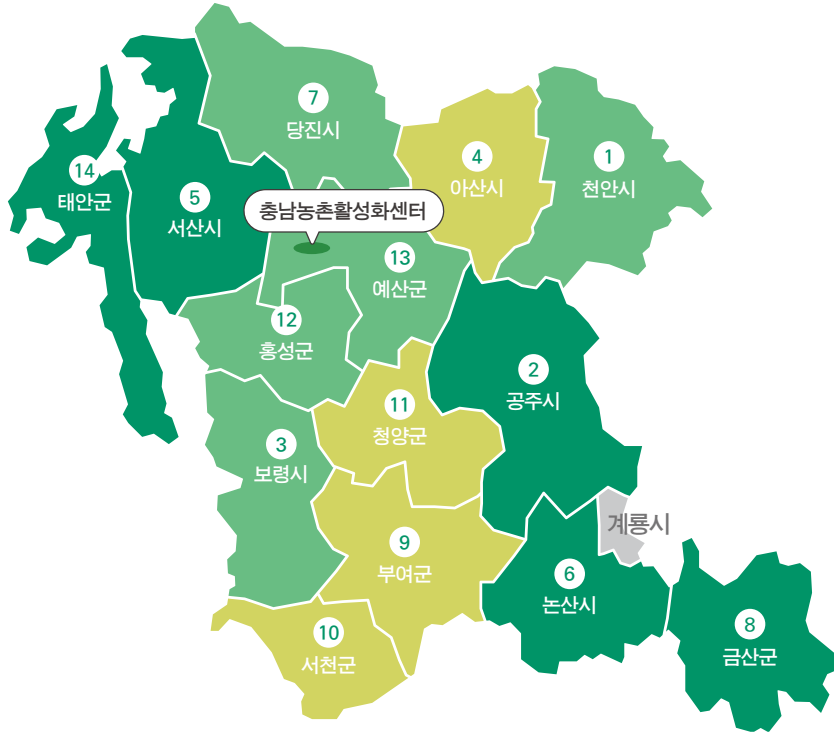 7
당진시
4
아산시
1
천안시
14
태안군
5
서산시
충남농촌활성화센터
13
예산군
12
홍성군
2
공주시
11
청양군
3
보령시
계룡시
9
부여군
6
논산시
10
서천군
8
금산군